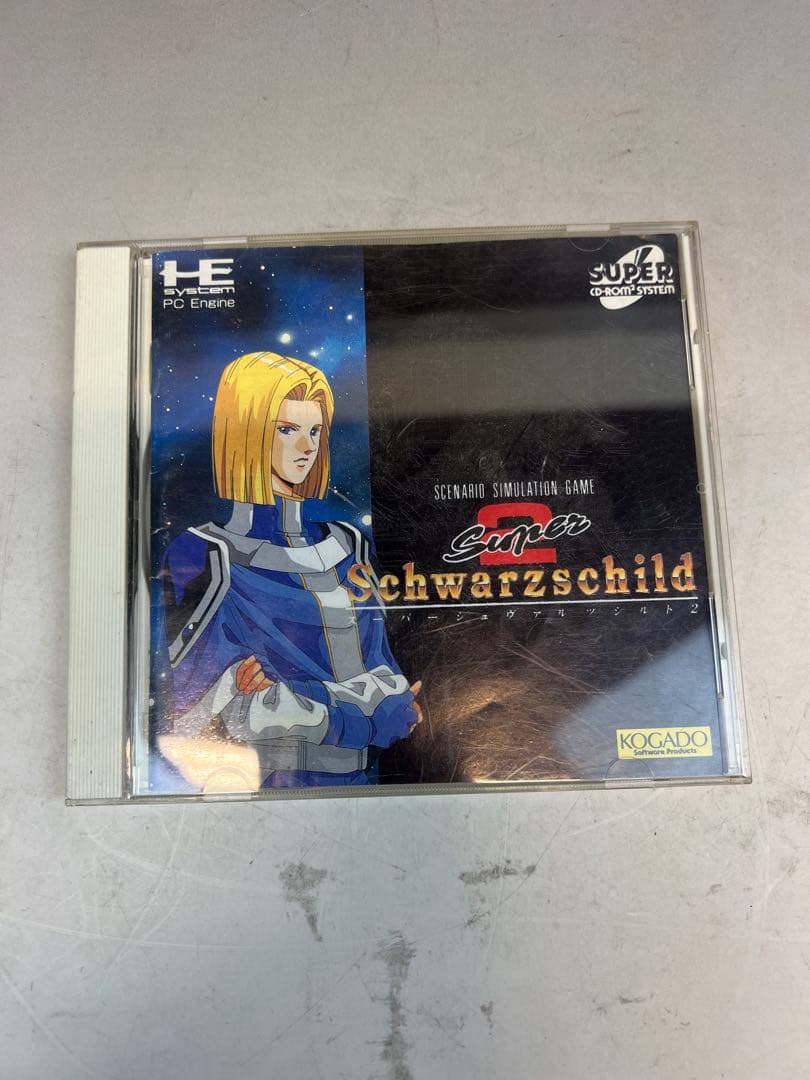 HE
system
PC Engine
SUPER
CD-ROM² SYSTEM
SCENARIO SIMULATION GAME
Super 2
Schwarzschild
スーパーシュヴァルツシルト2
KOGADO
Software Products